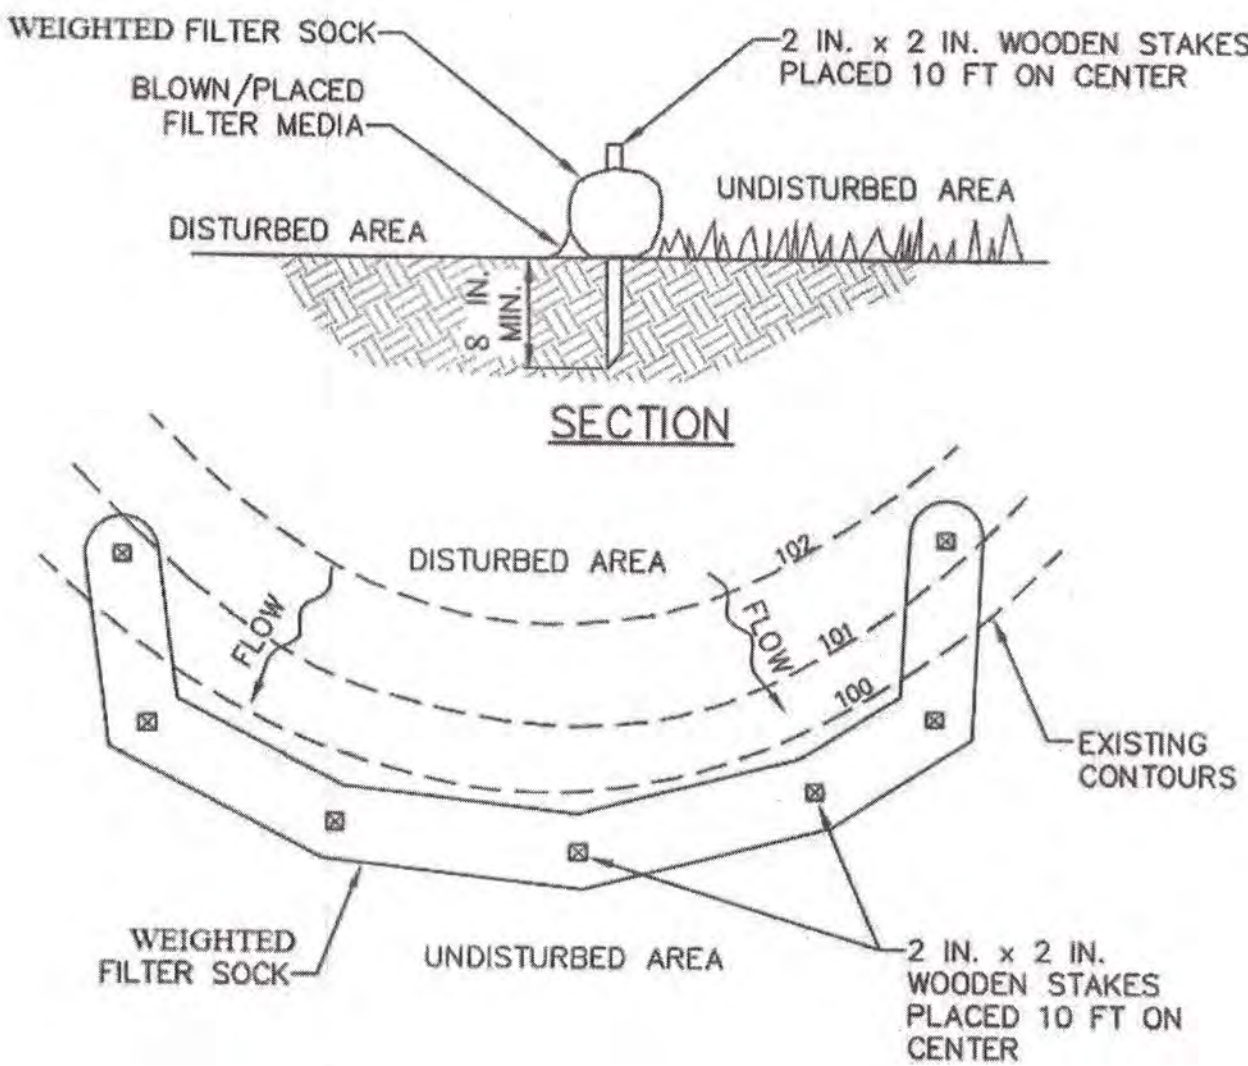 WEIGHTED FILTER SOCK
2 IN. x 2 IN. WOODEN STAKES
PLACED 10 FT ON CENTER
BLOWN/PLACED
FILTER MEDIA
UNDISTURBED AREA
DISTURBED AREA
8 IN.
MIN.
SECTION
DISTURBED AREA
102
FLOW
FLOW
101
100
EXISTING
CONTOURS
WEIGHTED
FILTER SOCK
UNDISTURBED AREA
2 IN. x 2 IN.
WOODEN STAKES
PLACED 10 FT ON
CENTER